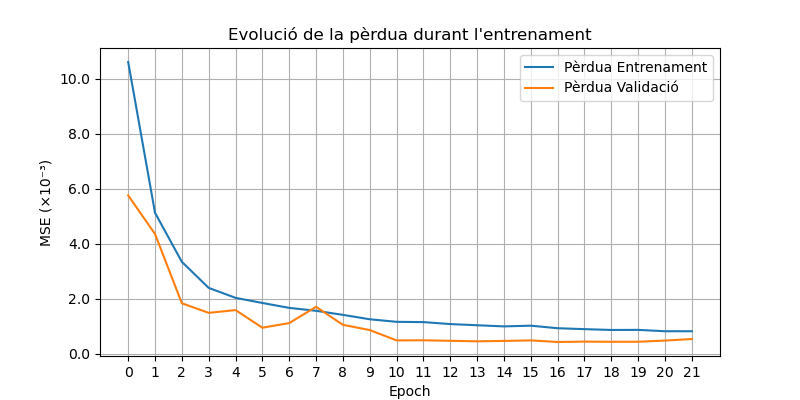 Evolució de la pèrdua durant l'entrenament
Pèrdua Entrenament
Pèrdua Validació
MSE (×10⁻³)
10.0
8.0
6.0
4.0
2.0
0.0
0 1 2 3 4 5 6 7 8 9 10 11 12 13 14 15 16 17 18 19 20 21
Epoch